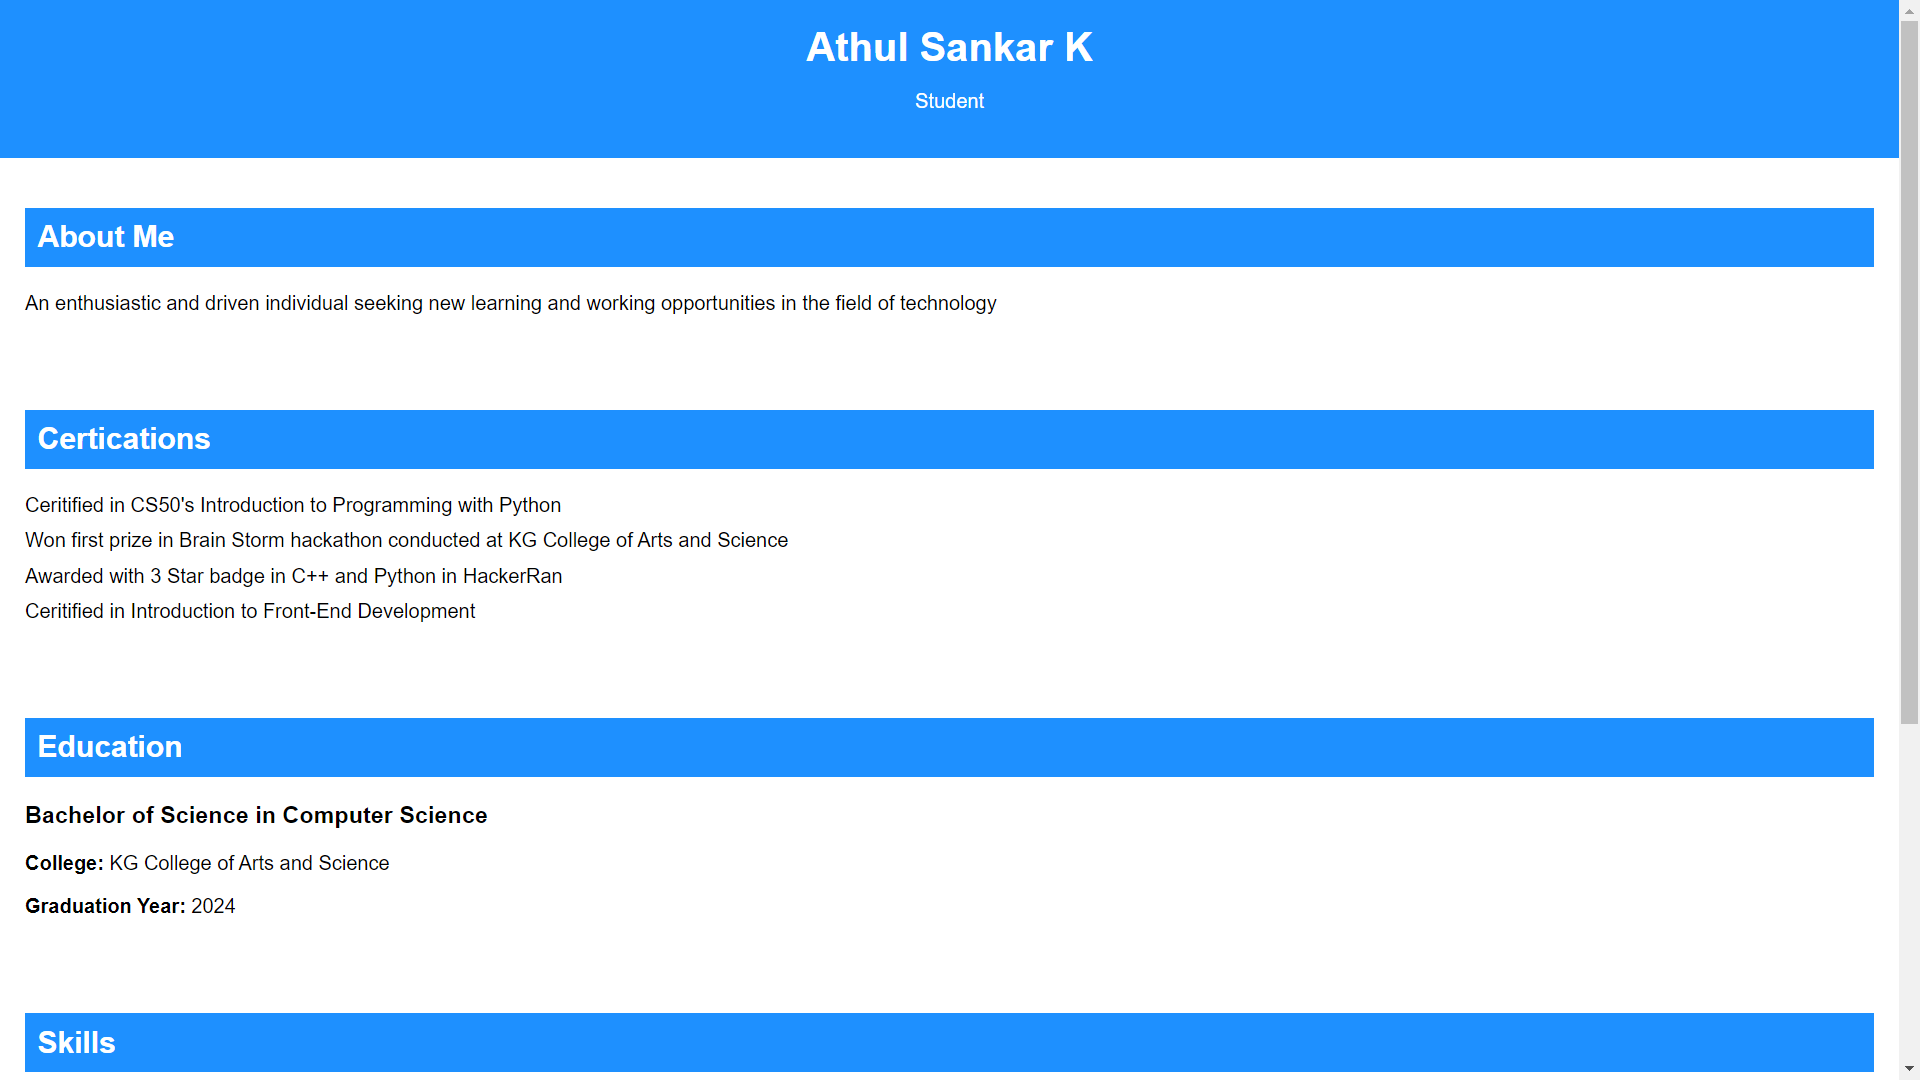 Athul Sankar K
Student
About Me
An enthusiastic and driven individual seeking new learning and working opportunities in the field of technology
Certications
Ceritified in CS50's Introduction to Programming with Python
Won first prize in Brain Storm hackathon conducted at KG College of Arts and Science
Awarded with 3 Star badge in C++ and Python in HackerRan
Ceritified in Introduction to Front-End Development
Education
Bachelor of Science in Computer Science
College: KG College of Arts and Science
Graduation Year: 2024
Skills